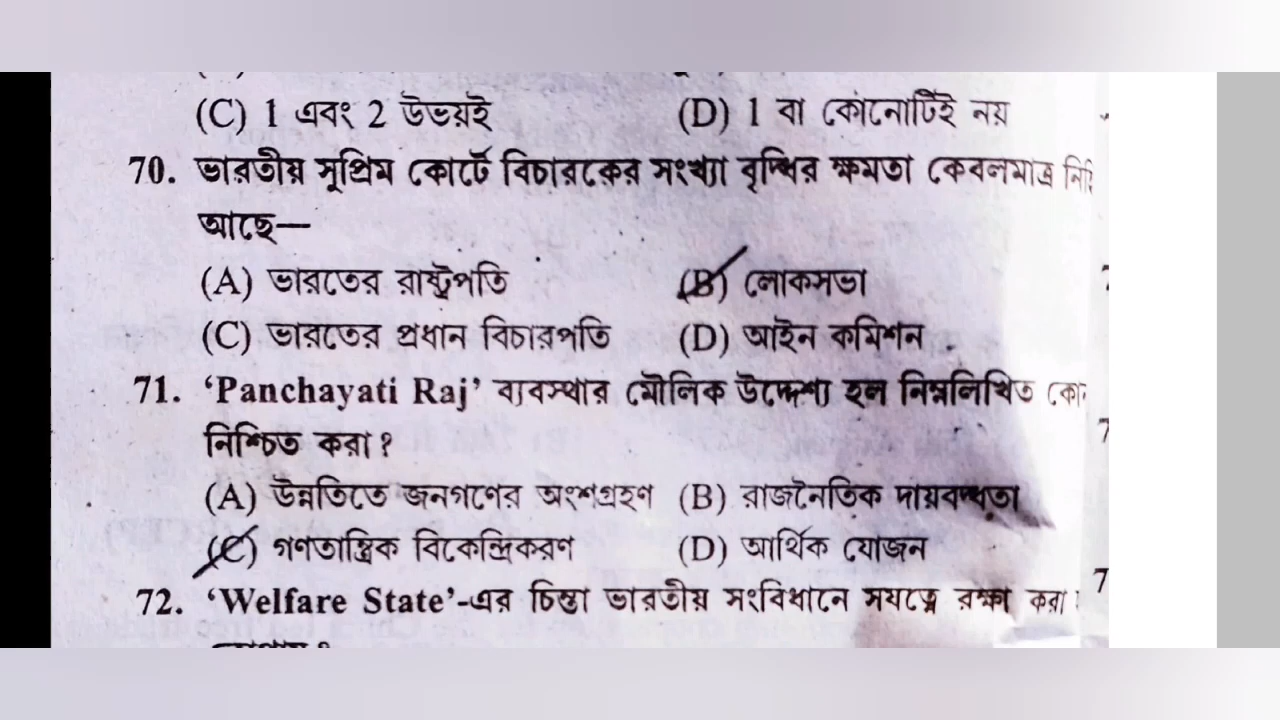 (C) 1 এবং 2 উভয়ই (D) 1 বা কোনোটিই নয়
70. ভারতীয় সুপ্রিম কোর্টে বিচারকের সংখ্যা বৃদ্ধির ক্ষমতা কেবলমাত্র
আছে—
(A) ভারতের রাষ্ট্রপতি (B) লোকসভা
(C) ভারতের প্রধান বিচারপতি (D) আইন কমিশন
71. ‘Panchayati Raj’ ব্যবস্থার মৌলিক উদ্দেশ্য হল নিম্নলিখিত
নিশ্চিত করা?
(A) উন্নতিতে জনগণের অংশগ্রহণ (B) রাজনৈতিক দায়বদ্ধতা
(C) গণতান্ত্রিক বিকেন্দ্রিকরণ (D) আর্থিক যোজন
72. ‘Welfare State’-এর চিন্তা ভারতীয় সংবিধানে সযত্নে রক্ষা করা